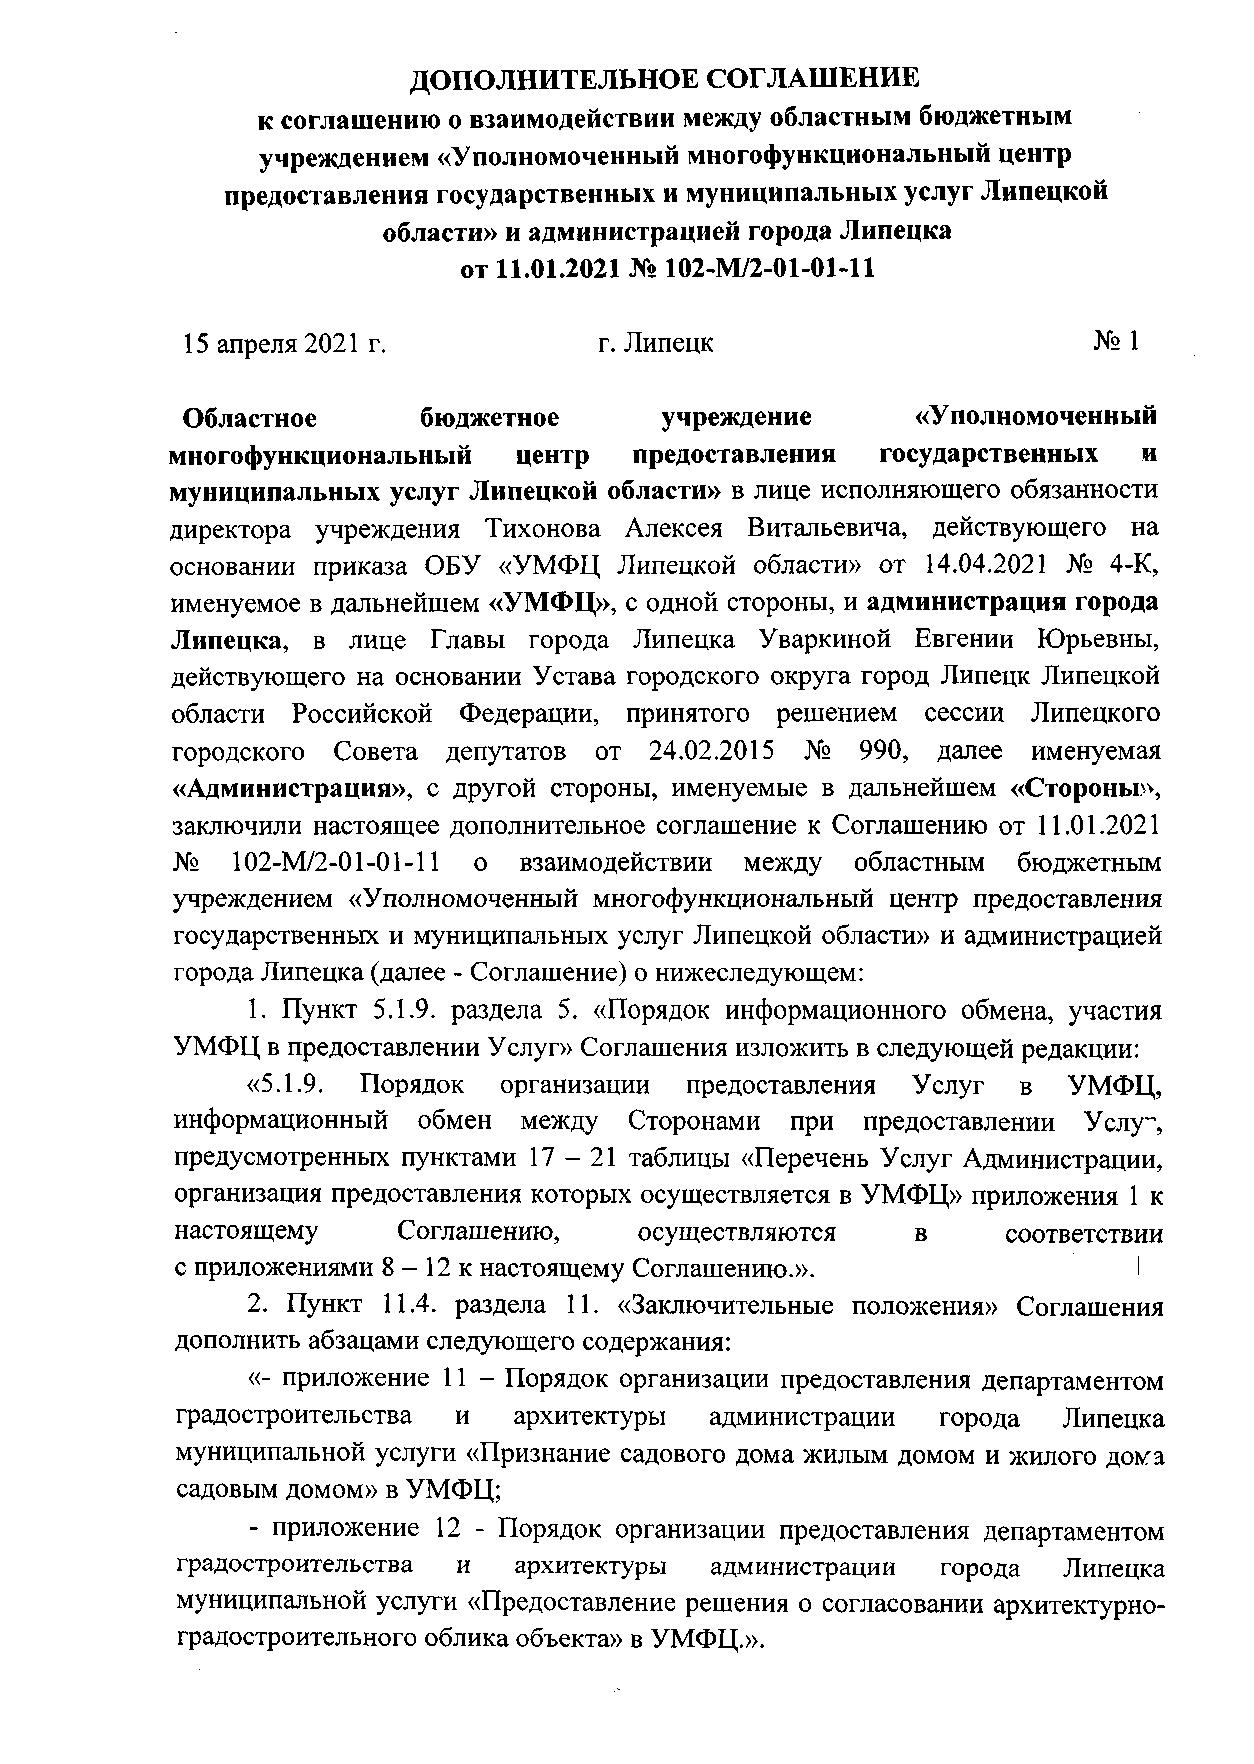 ДОПОЛНИТЕЛЬНОЕ СОГЛАШЕНИЕ
к соглашению о взаимодействии между областным бюджетным
учреждением «Уполномоченный многофункциональный центр
предоставления государственных и муниципальных услуг Липецкой
области» и администрацией города Липецка
от 11.01.2021 № 102-М/2-01-01-11
15 апреля 2021 г. г. Липецк № 1
Областное бюджетное учреждение «Уполномоченный
многофункциональный центр предоставления государственных и
муниципальных услуг Липецкой области» в лице исполняющего обязанности
директора учреждения Тихонова Алексея Витальевича, действующего на
основании приказа ОБУ «УМФЦ Липецкой области» от 14.04.2021 № 4-К,
именуемое в дальнейшем «УМФЦ», с одной стороны, и администрация города
Липецка, в лице Главы города Липецка Уваркиной Евгении Юрьевны,
действующего на основании Устава городского округа город Липецк Липецкой
области Российской Федерации, принятого решением сессии Липецкого
городского Совета депутатов от 24.02.2015 № 990, далее именуемая
«Администрация», с другой стороны, именуемые в дальнейшем «Стороны»,
заключили настоящее дополнительное соглашение к Соглашению от 11.01.2021
№ 102-М/2-01-01-11 о взаимодействии между областным бюджетным
учреждением «Уполномоченный многофункциональный центр предоставления
государственных и муниципальных услуг Липецкой области» и администрацией
города Липецка (далее - Соглашение) о нижеследующем:
1. Пункт 5.1.9. раздела 5. «Порядок информационного обмена, участия
УМФЦ в предоставлении Услуг» Соглашения изложить в следующей редакции:
«5.1.9. Порядок организации предоставления Услуг в УМФЦ,
информационный обмен между Сторонами при предоставлении Услуг,
предусмотренных пунктами 17 – 21 таблицы «Перечень Услуг Администрации,
организация предоставления которых осуществляется в УМФЦ» приложения 1 к
настоящему Соглашению, осуществляются в соответствии
с приложениями 8 – 12 к настоящему Соглашению.».
2. Пункт 11.4. раздела 11. «Заключительные положения» Соглашения
дополнить абзацами следующего содержания:
«- приложение 11 – Порядок организации предоставления департаментом
градостроительства и архитектуры администрации города Липецка
муниципальной услуги «Признание садового дома жилым домом и жилого дома
садовым домом» в УМФЦ;
- приложение 12 - Порядок организации предоставления департаментом
градостроительства и архитектуры администрации города Липецка
муниципальной услуги «Предоставление решения о согласовании архитектурно-
градостроительного облика объекта» в УМФЦ.».